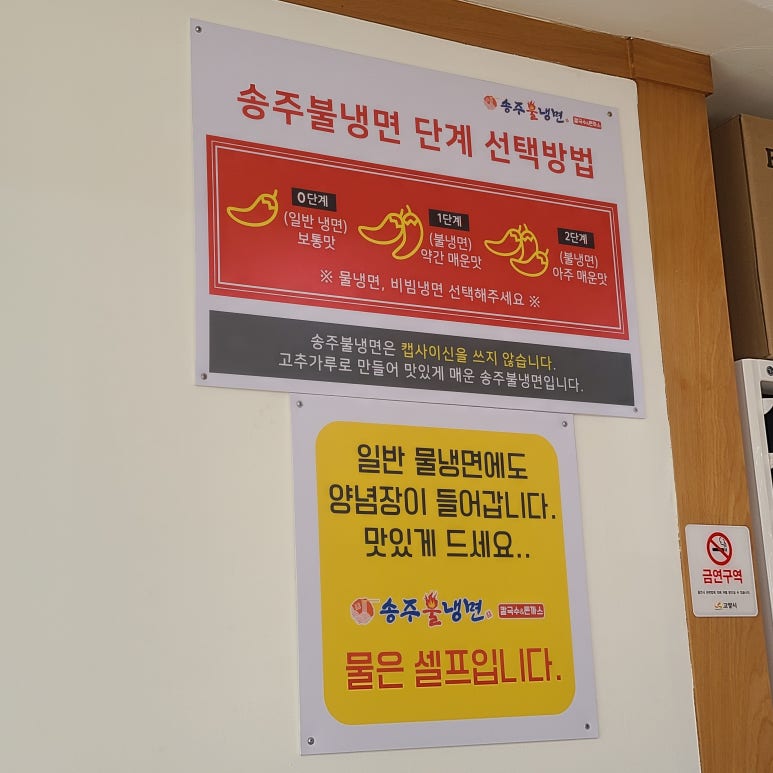 송주불냉면
칼국수&돈까스
송주불냉면 단계 선택방법
0단계
(일반 냉면)
보통맛
1단계
(불냉면)
약간 매운맛
2단계
(불냉면)
아주 매운맛
※ 물냉면, 비빔냉면 선택해주세요 ※
송주불냉면은 캡사이신을 쓰지 않습니다.
고추가루로 만들어 맛있게 매운 송주불냉면입니다.
일반 물냉면에도
양념장이 들어갑니다.
맛있게 드세요..
송주불냉면
칼국수&돈까스
물은 셀프입니다.
금연구역
고양시